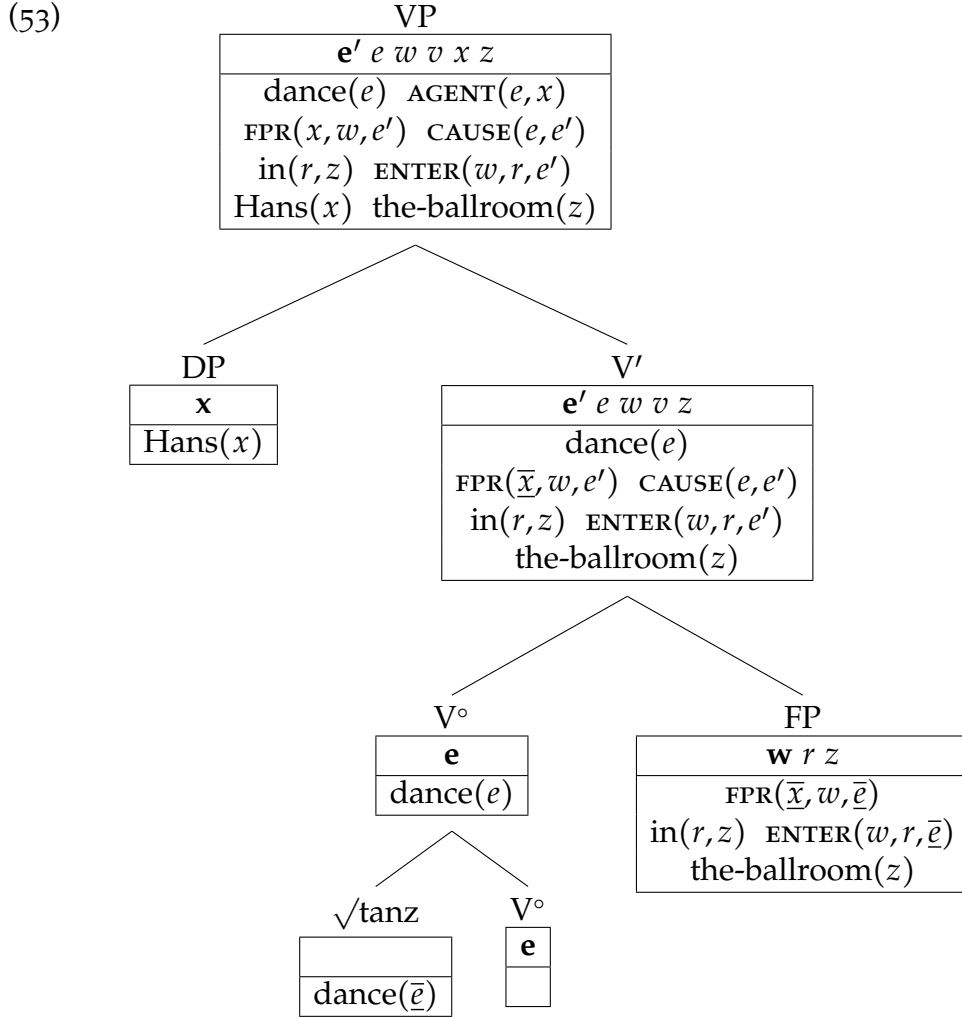 (53)
VP
e′ e w v x z
dance(e) AGENT(e, x)
FPR(x, w, e′) CAUSE(e, e′)
in(r, z) ENTER(w, r, e′)
Hans(x) the-ballroom(z)
DP
x
Hans(x)
V′
e′ e w v z
dance(e)
FPR(x̲̅, w, e′) CAUSE(e, e′)
in(r, z) ENTER(w, r, e′)
the-ballroom(z)
V°
e
dance(e)
FP
w r z
FPR(x̲̅, w, e̲̅)
in(r, z) ENTER(w, r, e̲̅)
the-ballroom(z)
√tanz
dance(e̲̅)
V°
e